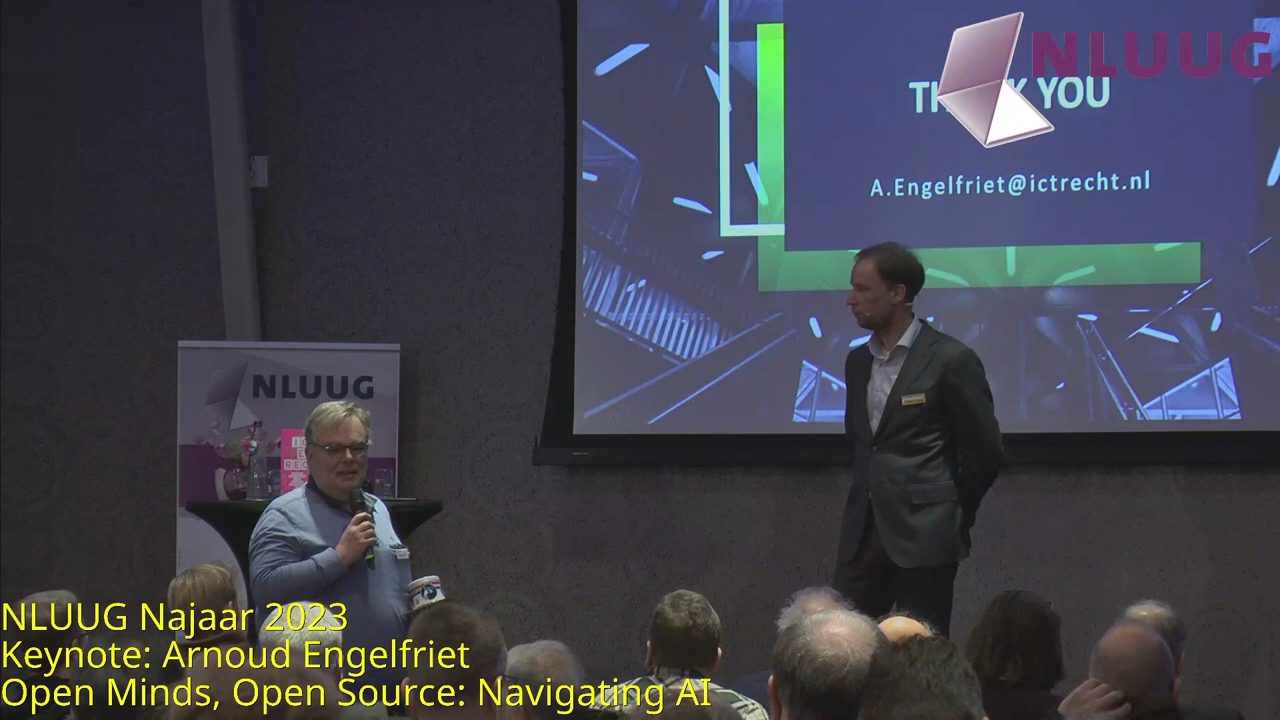 NLUUG
THANK YOU
A.Engelfriet@ictrecht.nl
NLUUG
NLUUG Najaar 2023
Keynote: Arnoud Engelfriet
Open Minds, Open Source: Navigating AI